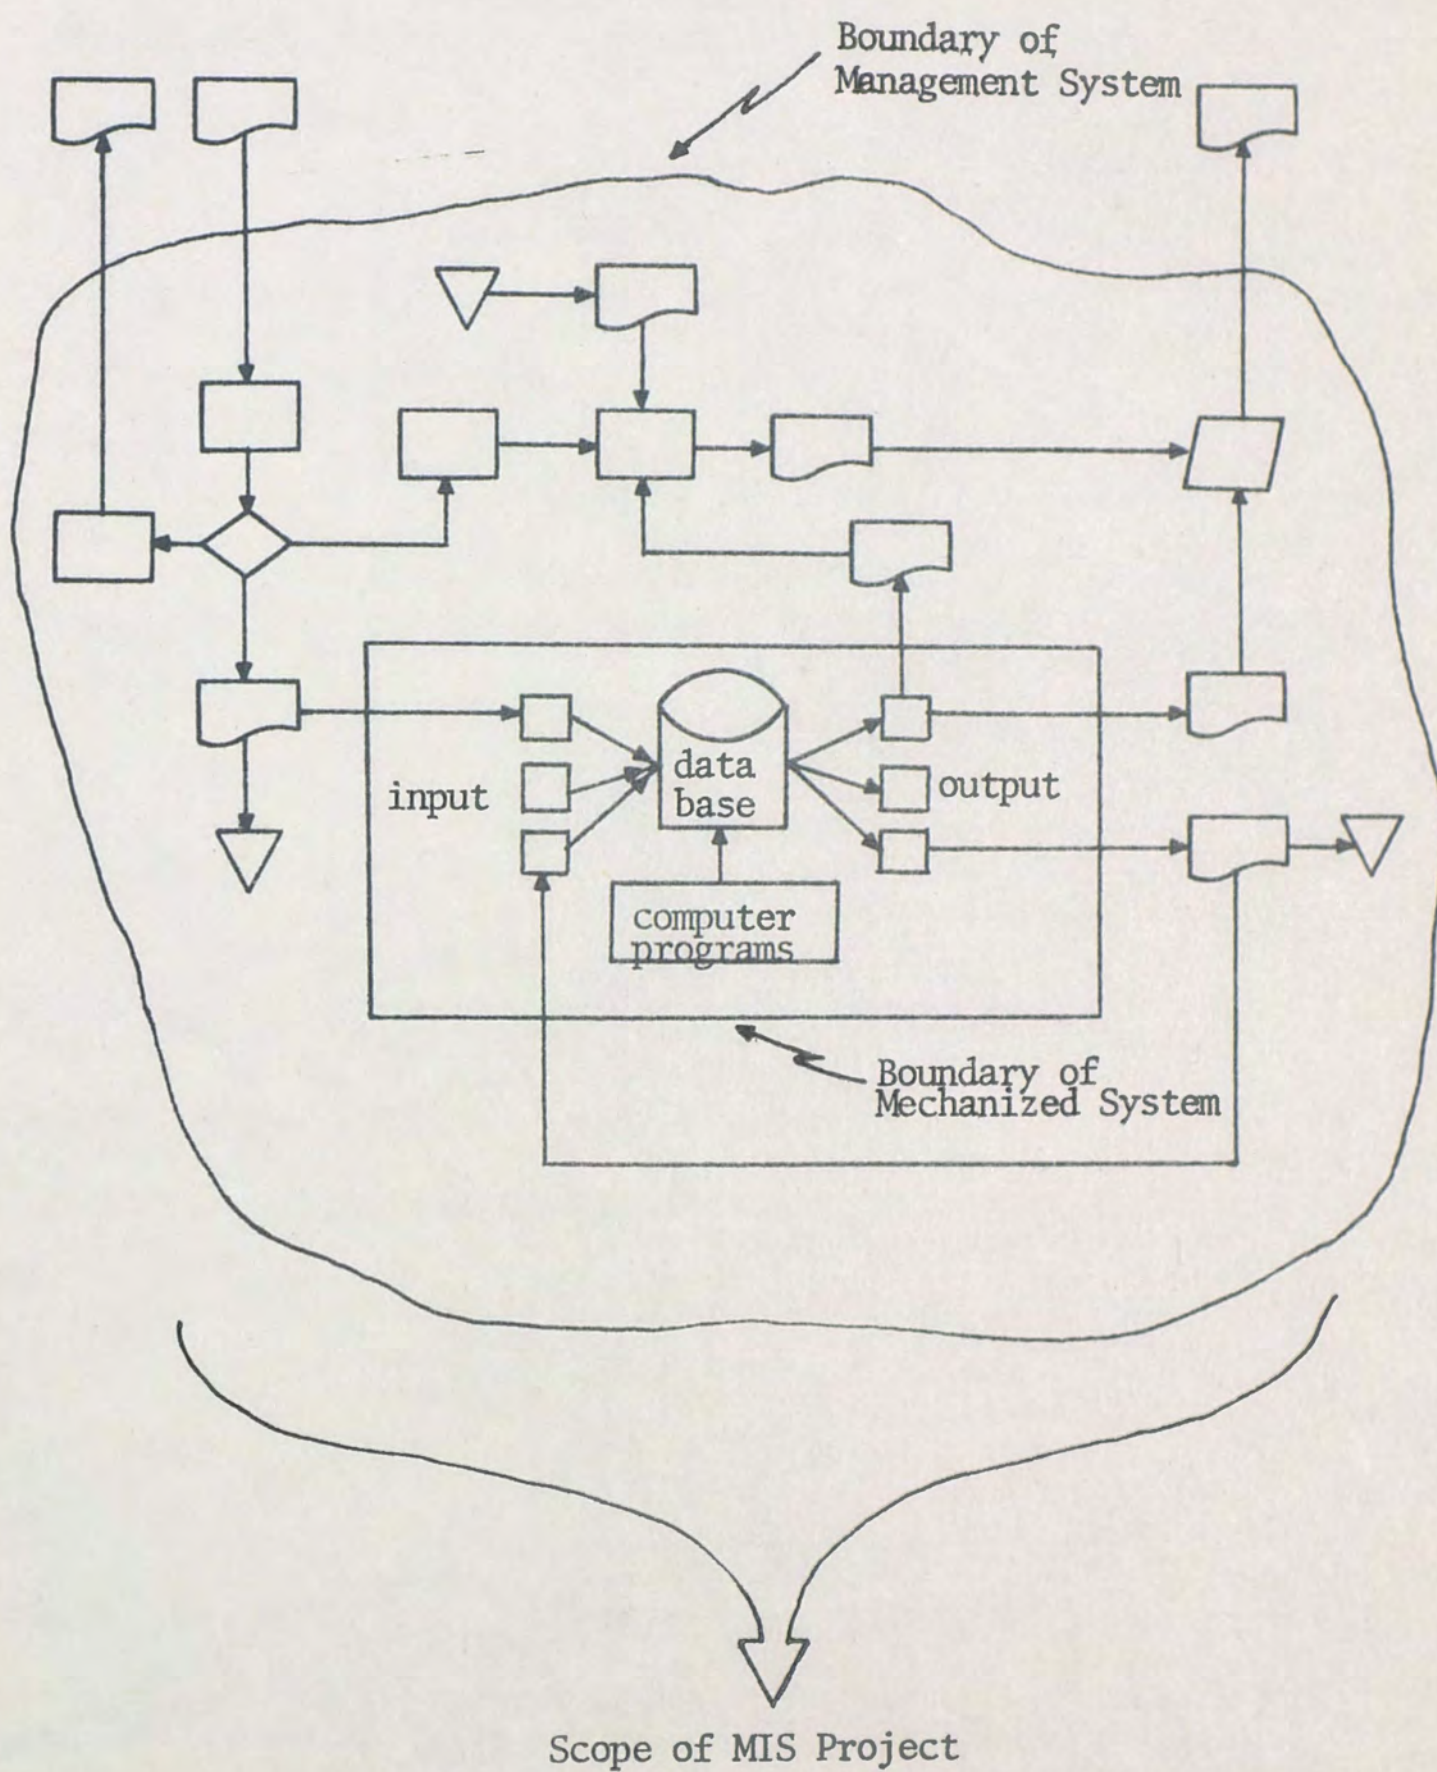 Boundary of
Management System
input
data
base
output
computer
programs
Boundary of
Mechanized System
Scope of MIS Project